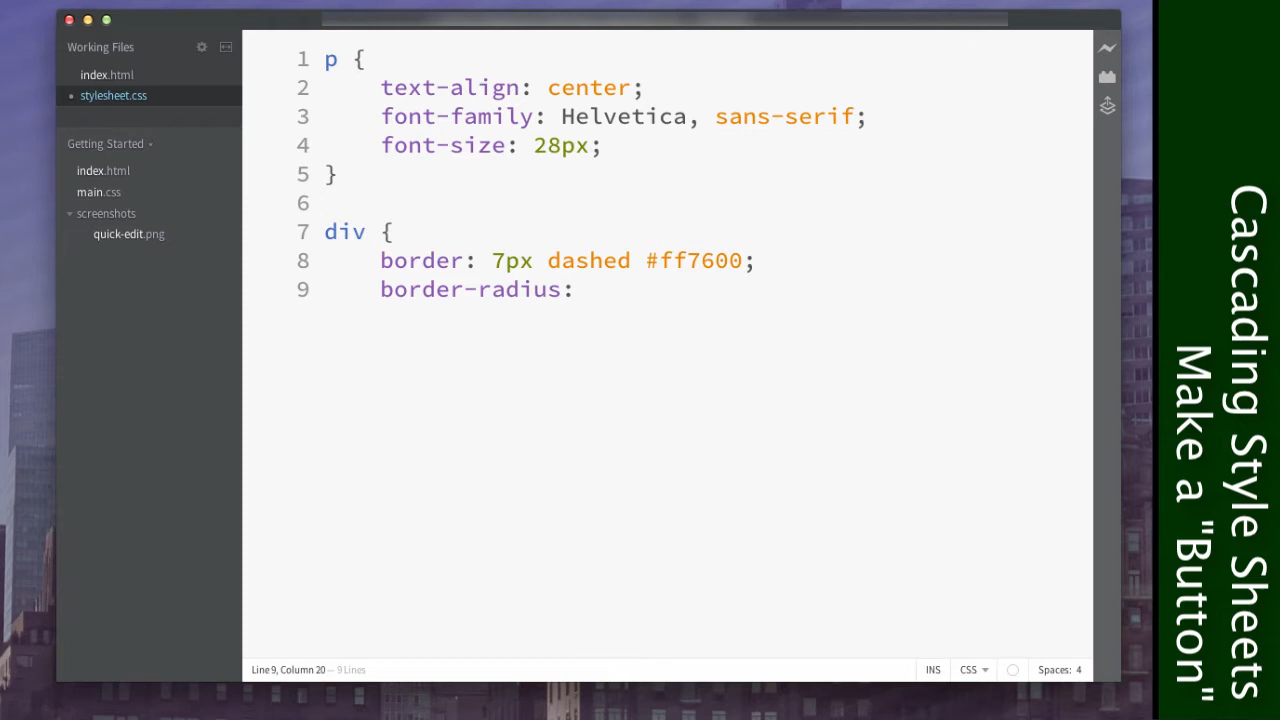 Working Files
index.html
stylesheet.css
Getting Started
index.html
main.css
screenshots
quick-edit.png
1 p {
2 text-align: center;
3 font-family: Helvetica, sans-serif;
4 font-size: 28px;
5 }
6
7 div {
8 border: 7px dashed #ff7600;
9 border-radius:
Line 9, Column 20 — 9 Lines
INS CSS Spaces: 4
Cascading Style Sheets
Make a "Button"